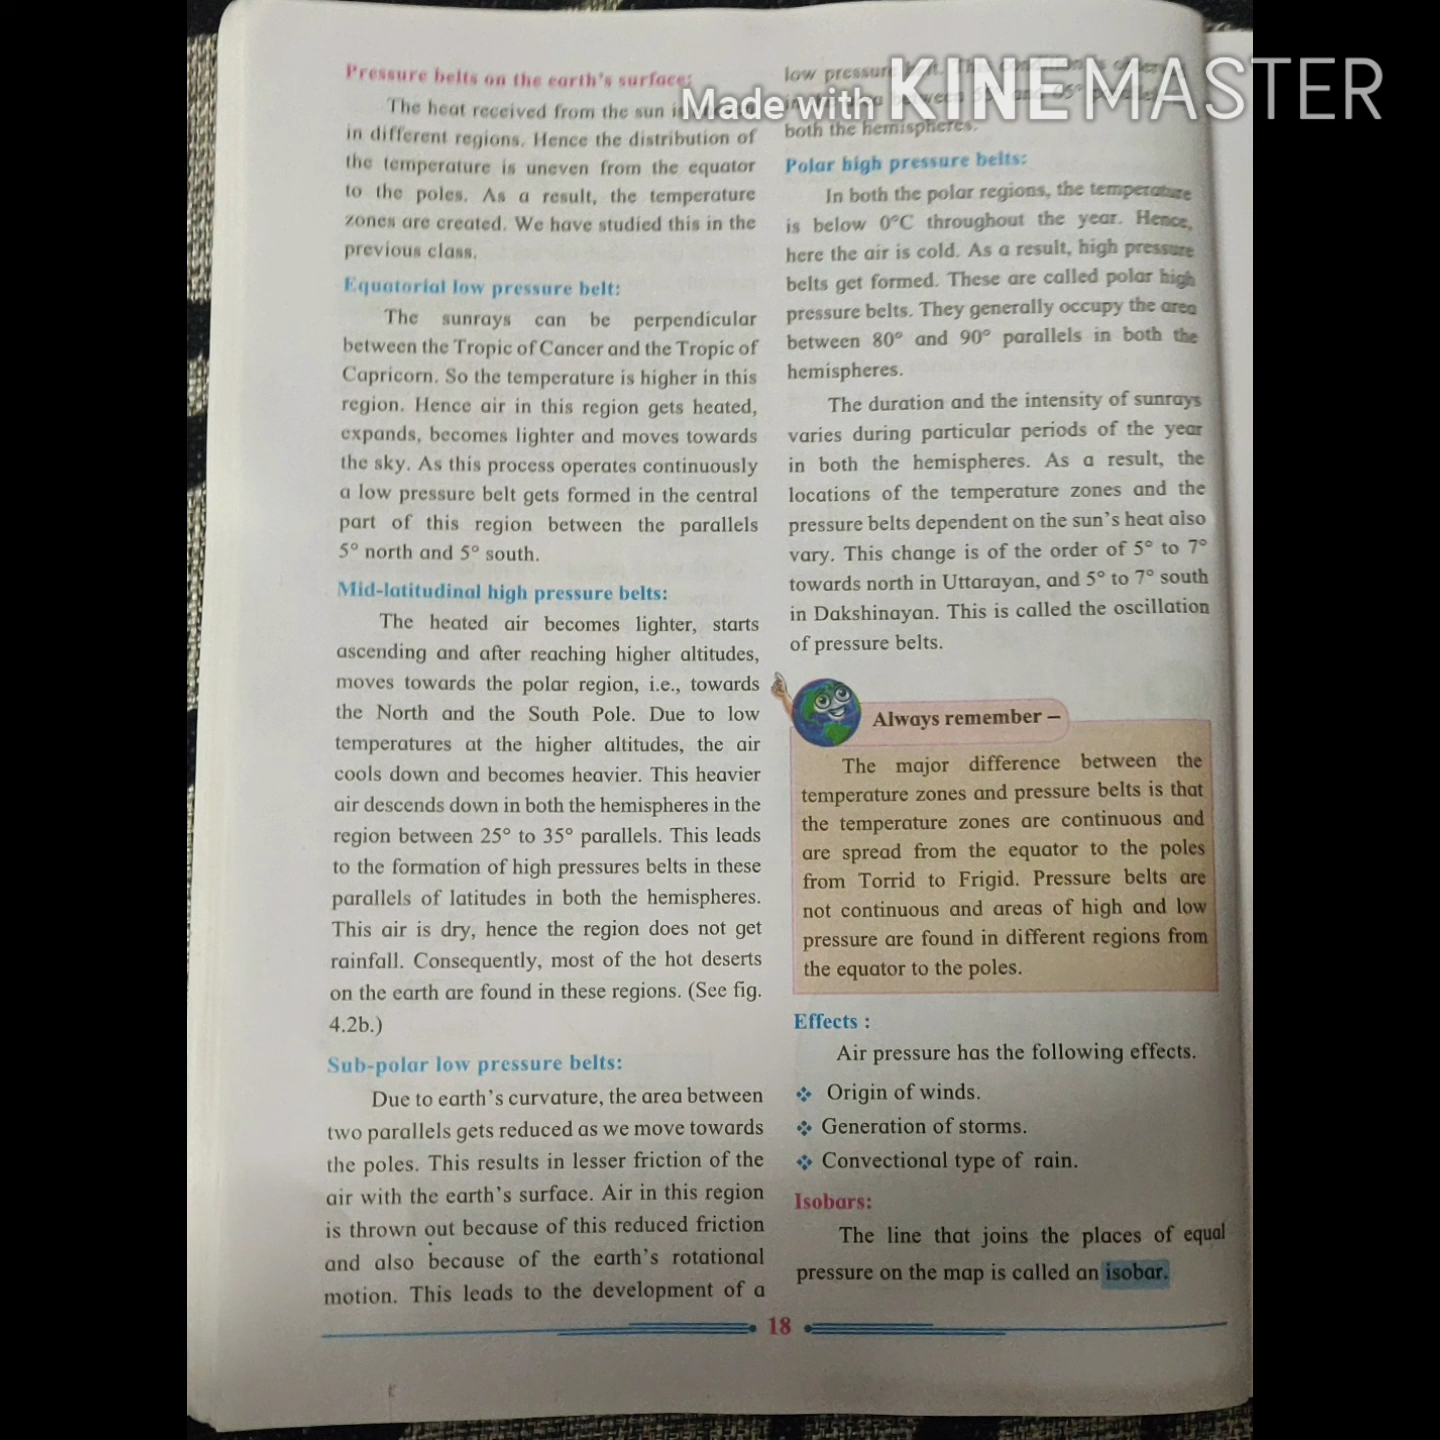 Made with KINEMASTER
Pressure belts on the earth's surface:
The heat received from the sun
in different regions. Hence the distribution of
the temperature is uneven from the equator
to the poles. As a result, the temperature
zones are created. We have studied this in the
previous class.
Equatorial low pressure belt:
The sunrays can be perpendicular
between the Tropic of Cancer and the Tropic of
Capricorn. So the temperature is higher in this
region. Hence air in this region gets heated,
expands, becomes lighter and moves towards
the sky. As this process operates continuously
a low pressure belt gets formed in the central
part of this region between the parallels
5° north and 5° south.
Mid-latitudinal high pressure belts:
The heated air becomes lighter, starts
ascending and after reaching higher altitudes,
moves towards the polar region, i.e., towards
the North and the South Pole. Due to low
temperatures at the higher altitudes, the air
cools down and becomes heavier. This heavier
air descends down in both the hemispheres in the
region between 25° to 35° parallels. This leads
to the formation of high pressures belts in these
parallels of latitudes in both the hemispheres.
This air is dry, hence the region does not get
rainfall. Consequently, most of the hot deserts
on the earth are found in these regions. (See fig.
4.2b.)
Sub-polar low pressure belts:
Due to earth's curvature, the area between
two parallels gets reduced as we move towards
the poles. This results in lesser friction of the
air with the earth's surface. Air in this region
is thrown out because of this reduced friction
and also because of the earth's rotational
motion. This leads to the development of a
low pressure
both the hemispheres.
Polar high pressure belts:
In both the polar regions, the temperature
is below 0°C throughout the year. Hence,
here the air is cold. As a result, high pressure
belts get formed. These are called polar high
pressure belts. They generally occupy the area
between 80° and 90° parallels in both the
hemispheres.
The duration and the intensity of sunrays
varies during particular periods of the year
in both the hemispheres. As a result, the
locations of the temperature zones and the
pressure belts dependent on the sun's heat also
vary. This change is of the order of 5° to 7°
towards north in Uttarayan, and 5° to 7° south
in Dakshinayan. This is called the oscillation
of pressure belts.
Always remember –
The major difference between the
temperature zones and pressure belts is that
the temperature zones are continuous and
are spread from the equator to the poles
from Torrid to Frigid. Pressure belts are
not continuous and areas of high and low
pressure are found in different regions from
the equator to the poles.
Effects :
Air pressure has the following effects.
❖ Origin of winds.
❖ Generation of storms.
❖ Convectional type of rain.
Isobars:
The line that joins the places of equal
pressure on the map is called an isobar.
18